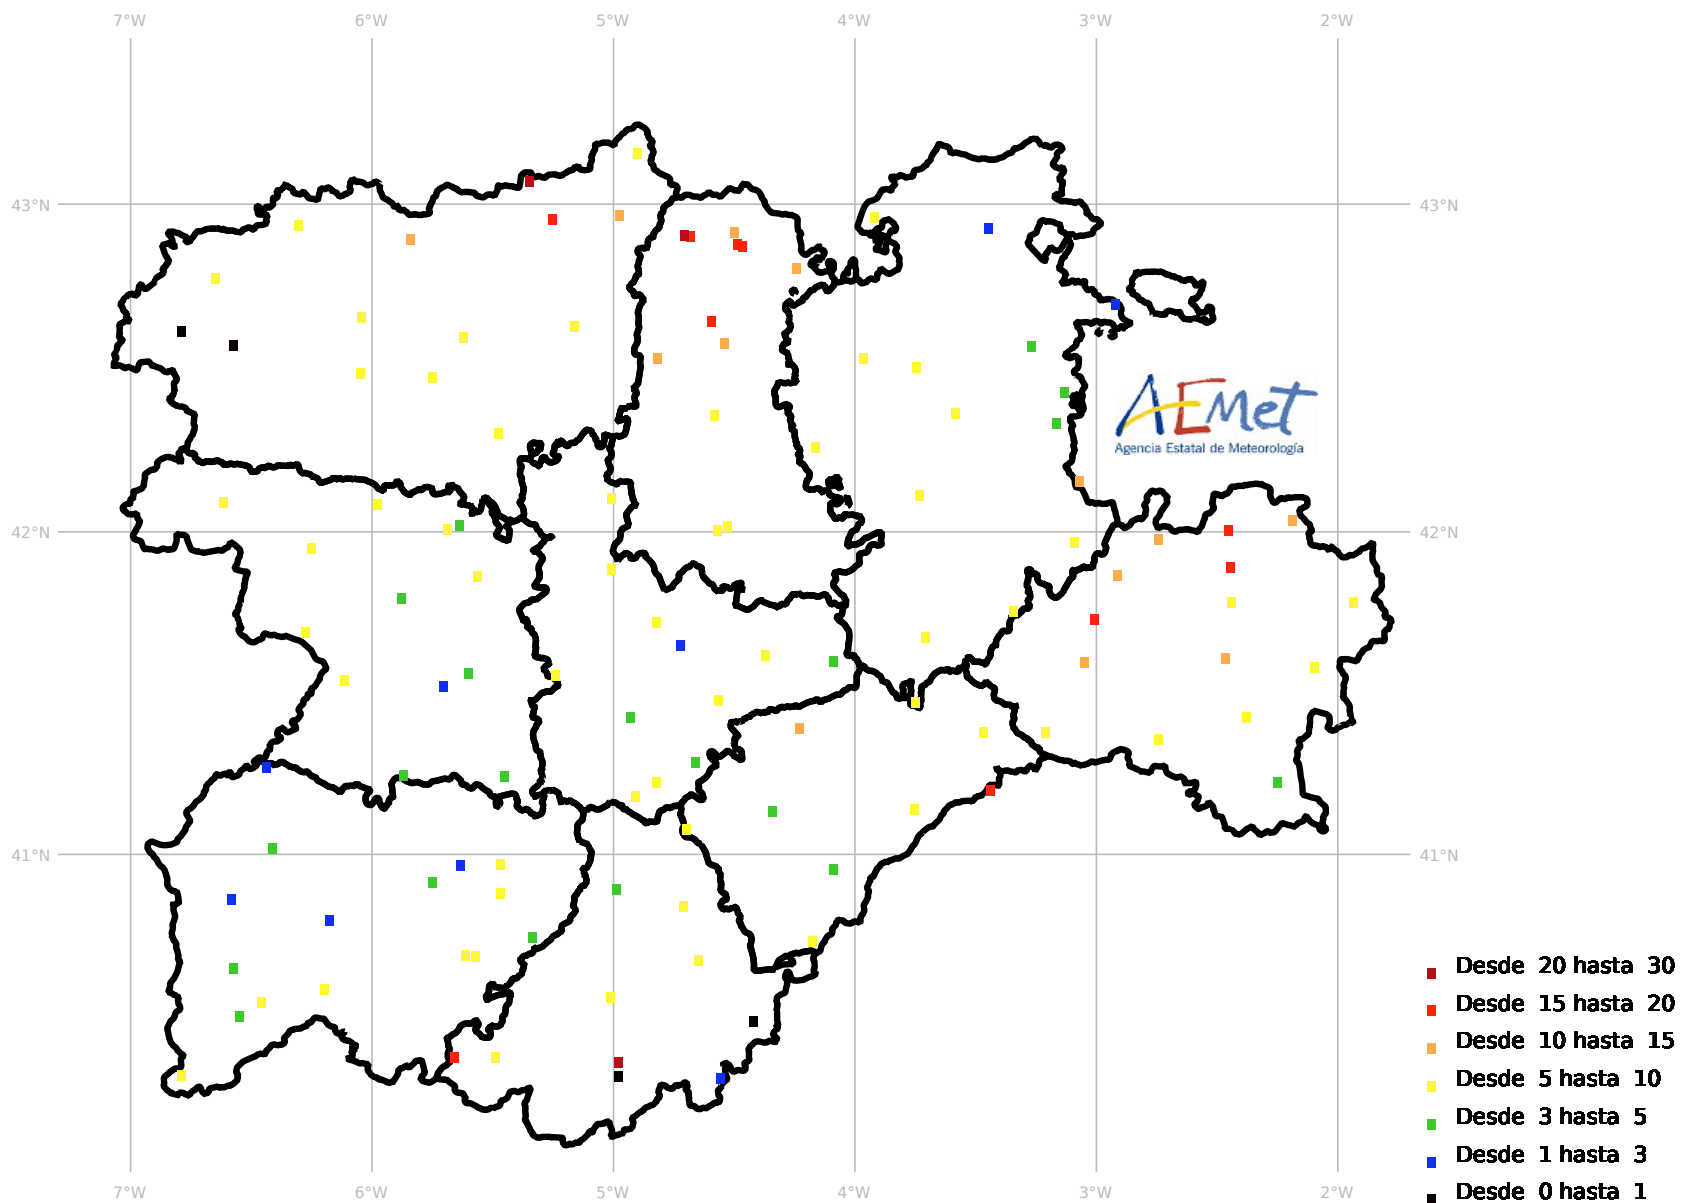 7°W 6°W 5°W 4°W 3°W 2°W
43°N 43°N
AEMet
Agencia Estatal de Meteorología
42°N 42°N
41°N 41°N
Desde 20 hasta 30
Desde 15 hasta 20
Desde 10 hasta 15
Desde 5 hasta 10
Desde 3 hasta 5
Desde 1 hasta 3
Desde 0 hasta 1
7°W 6°W 5°W 4°W 3°W 2°W